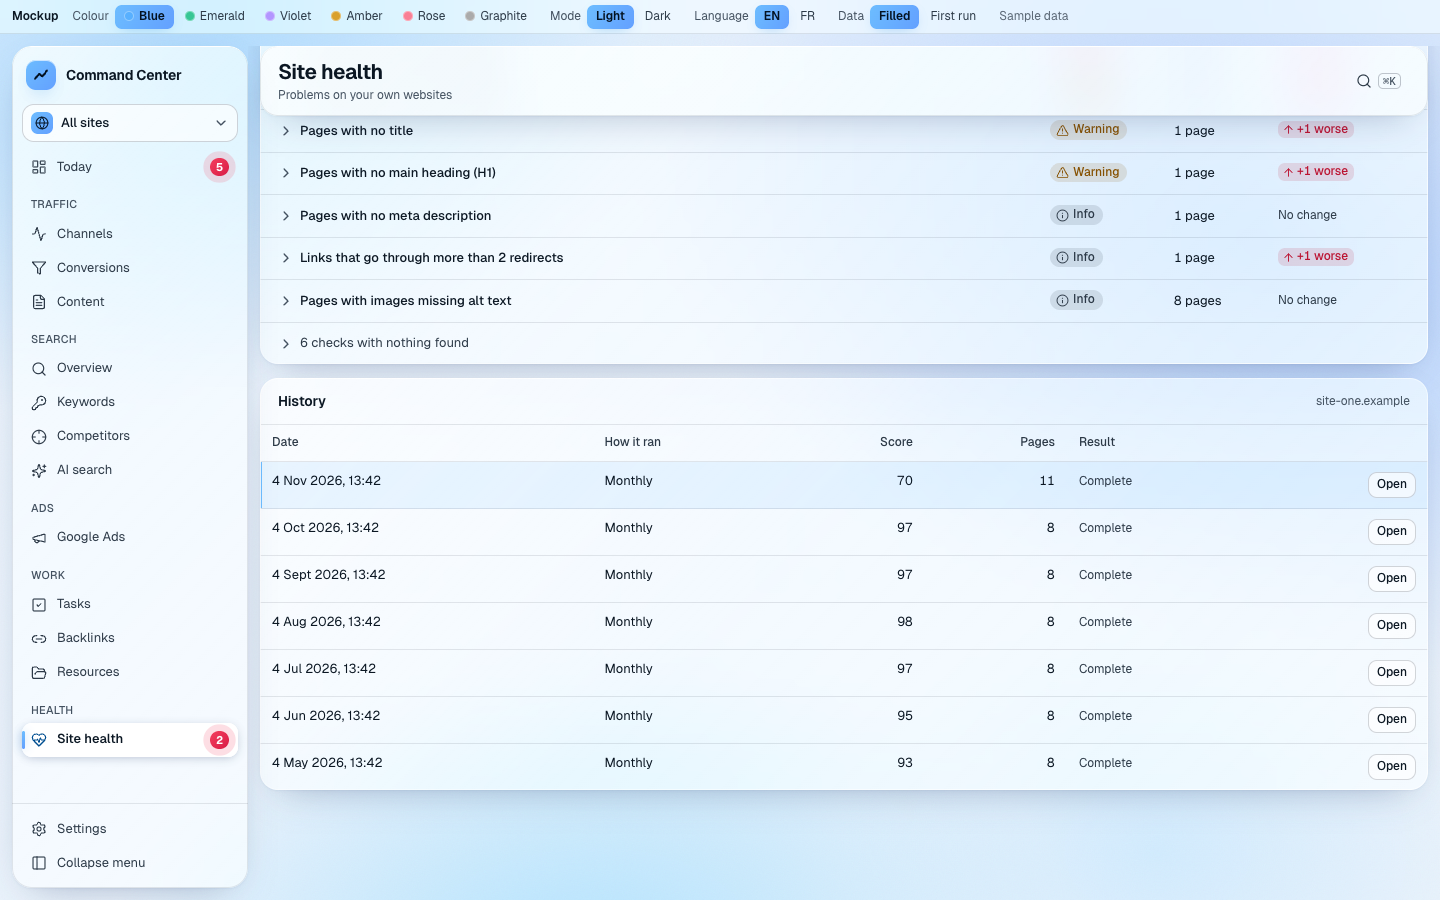 Mockup Colour Blue Emerald Violet Amber Rose Graphite Mode Light Dark Language EN FR Data Filled First run Sample data
Command Center
All sites
Today 5
TRAFFIC
Channels
Conversions
Content
SEARCH
Overview
Keywords
Competitors
AI search
ADS
Google Ads
WORK
Tasks
Backlinks
Resources
HEALTH
Site health 2
Settings
Collapse menu
Site health
Problems on your own websites
⌘K
Pages with no title Warning 1 page +1 worse
Pages with no main heading (H1) Warning 1 page +1 worse
Pages with no meta description Info 1 page No change
Links that go through more than 2 redirects Info 1 page +1 worse
Pages with images missing alt text Info 8 pages No change
6 checks with nothing found
History site-one.example
Date How it ran Score Pages Result
4 Nov 2026, 13:42 Monthly 70 11 Complete Open
4 Oct 2026, 13:42 Monthly 97 8 Complete Open
4 Sept 2026, 13:42 Monthly 97 8 Complete Open
4 Aug 2026, 13:42 Monthly 98 8 Complete Open
4 Jul 2026, 13:42 Monthly 97 8 Complete Open
4 Jun 2026, 13:42 Monthly 95 8 Complete Open
4 May 2026, 13:42 Monthly 93 8 Complete Open